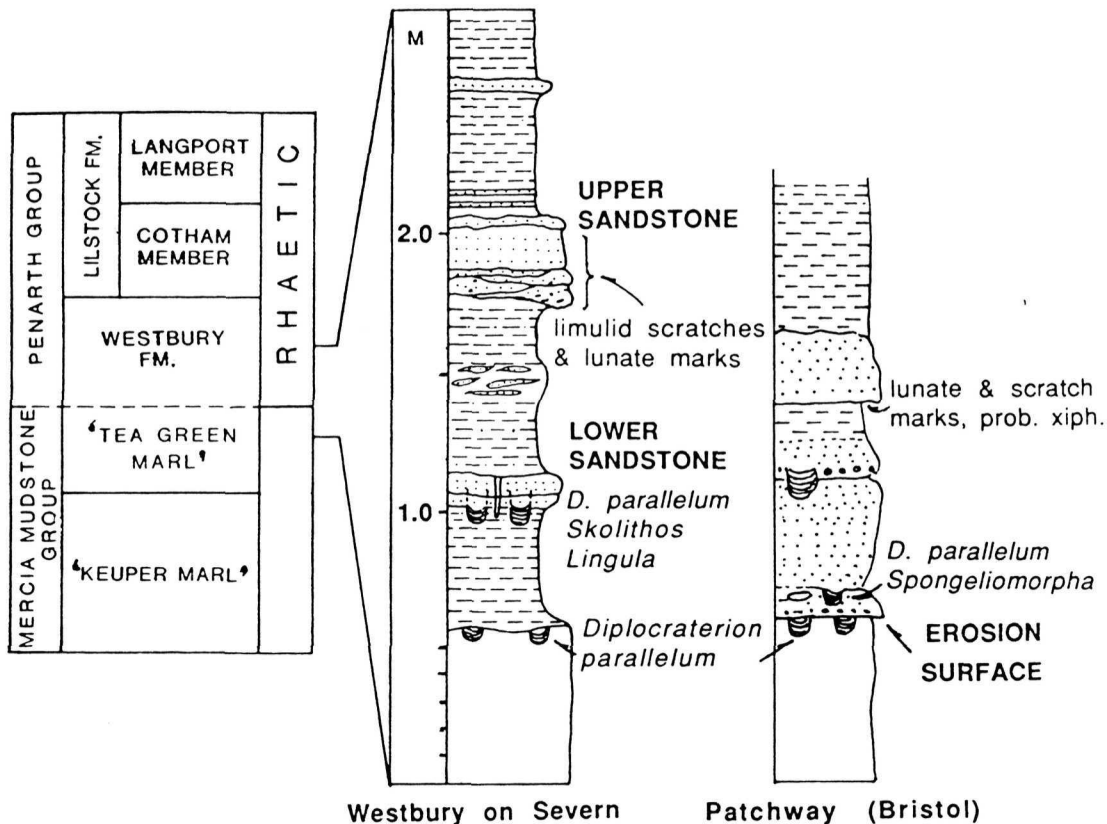 PENARTH GROUP
LILSTOCK FM.
LANGPORT
MEMBER
COTHAM
MEMBER
WESTBURY
FM.
RHAETIC
MERCIA MUDSTONE
GROUP
‘TEA GREEN
MARL’
‘KEUPER MARL’
M
2.0
1.0
UPPER
SANDSTONE
limulid scratches
& lunate marks
LOWER
SANDSTONE
D. parallelum
Skolithos
Lingula
Diplocraterion
parallelum
Westbury on Severn
lunate & scratch
marks, prob. xiph.
D. parallelum
Spongeliomorpha
EROSION
SURFACE
Patchway (Bristol)